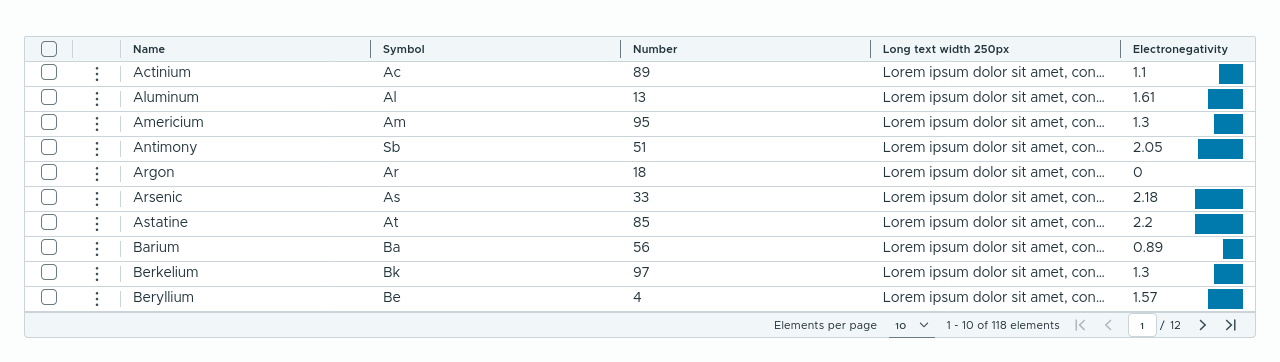 Name Symbol Number Long text width 250px Electronegativity
Actinium Ac 89 Lorem ipsum dolor sit amet, con... 1.1
Aluminum Al 13 Lorem ipsum dolor sit amet, con... 1.61
Americium Am 95 Lorem ipsum dolor sit amet, con... 1.3
Antimony Sb 51 Lorem ipsum dolor sit amet, con... 2.05
Argon Ar 18 Lorem ipsum dolor sit amet, con... 0
Arsenic As 33 Lorem ipsum dolor sit amet, con... 2.18
Astatine At 85 Lorem ipsum dolor sit amet, con... 2.2
Barium Ba 56 Lorem ipsum dolor sit amet, con... 0.89
Berkelium Bk 97 Lorem ipsum dolor sit amet, con... 1.3
Beryllium Be 4 Lorem ipsum dolor sit amet, con... 1.57
Elements per page 10 1 - 10 of 118 elements 1 / 12